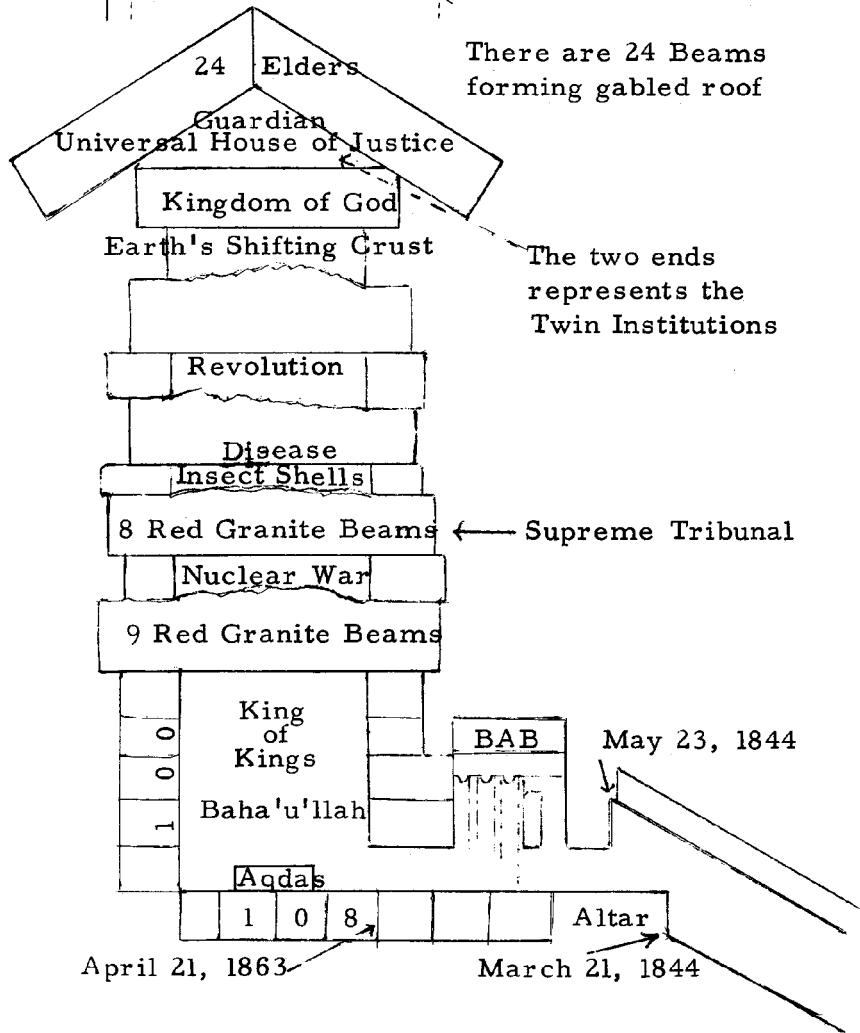 There are 24 Beams
forming gabled roof
24 Elders
Guardian
Universal House of Justice
Kingdom of God
Earth's Shifting Crust
The two ends
represents the
Twin Institutions
Revolution
Disease
Insect Shells
8 Red Granite Beams
Supreme Tribunal
Nuclear War
9 Red Granite Beams
King
of
Kings
Baha'u'llah
1 0 0
BAB
May 23, 1844
Aqdas
1 0 8
Altar
April 21, 1863
March 21, 1844